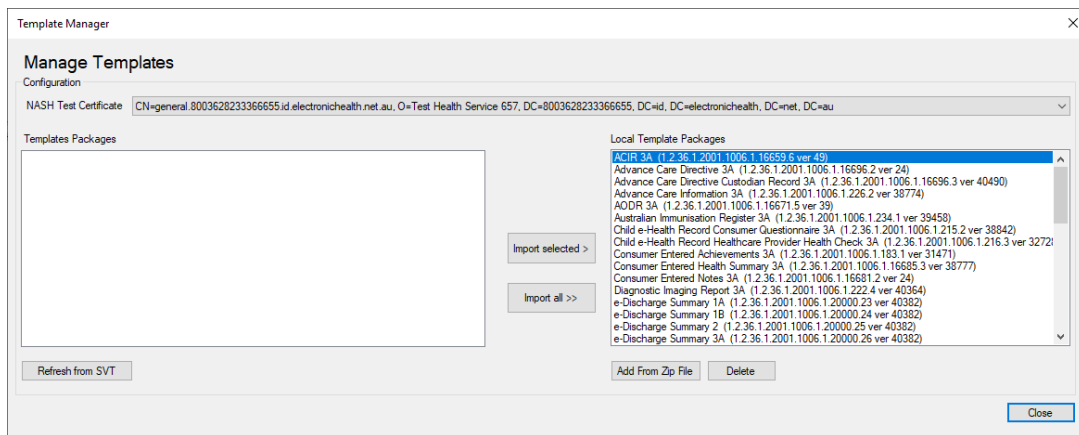 Template Manager
Manage Templates
Configuration
NASH Test Certificate CN=general.8003628233366655.id.electronichealth.net.au, O=Test Health Service 657, DC=8003628233366655, DC=id, DC=electronichealth, DC=net, DC=au
Templates Packages
Local Template Packages
ACIR 3A (1.2.36.1.2001.1006.1.16659.6 ver 49)
Advance Care Directive 3A (1.2.36.1.2001.1006.1.16696.2 ver 24)
Advance Care Directive Custodian Record 3A (1.2.36.1.2001.1006.1.16696.3 ver 40490)
Advance Care Information 3A (1.2.36.1.2001.1006.1.226.2 ver 38774)
AODR 3A (1.2.36.1.2001.1006.1.16671.5 ver 39)
Australian Immunisation Register 3A (1.2.36.1.2001.1006.1.234.1 ver 39458)
Child e-Health Record Consumer Questionnaire 3A (1.2.36.1.2001.1006.1.215.2 ver 38842)
Child e-Health Record Healthcare Provider Health Check 3A (1.2.36.1.2001.1006.1.216.3 ver 32728
Consumer Entered Achievements 3A (1.2.36.1.2001.1006.1.183.1 ver 31471)
Consumer Entered Health Summary 3A (1.2.36.1.2001.1006.1.16685.3 ver 38777)
Consumer Entered Notes 3A (1.2.36.1.2001.1006.1.16681.2 ver 24)
Diagnostic Imaging Report 3A (1.2.36.1.2001.1006.1.222.4 ver 40364)
e-Discharge Summary 1A (1.2.36.1.2001.1006.1.20000.23 ver 40382)
e-Discharge Summary 1B (1.2.36.1.2001.1006.1.20000.24 ver 40382)
e-Discharge Summary 2 (1.2.36.1.2001.1006.1.20000.25 ver 40382)
e-Discharge Summary 3A (1.2.36.1.2001.1006.1.20000.26 ver 40382)
Import selected >
Import all >>
Refresh from SVT
Add From Zip File
Delete
Close